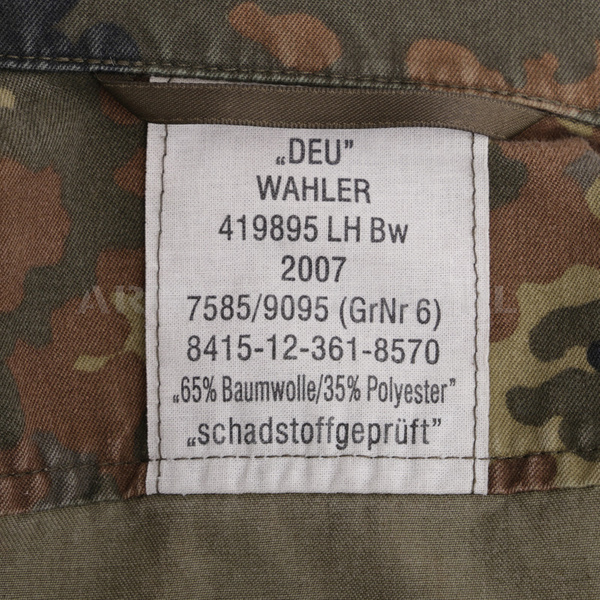 „DEU”
WAHLER
419895 LH Bw
2007
7585/9095 (GrNr 6)
8415-12-361-8570
„65% Baumwolle/35% Polyester”
„schadstoffgeprüft”